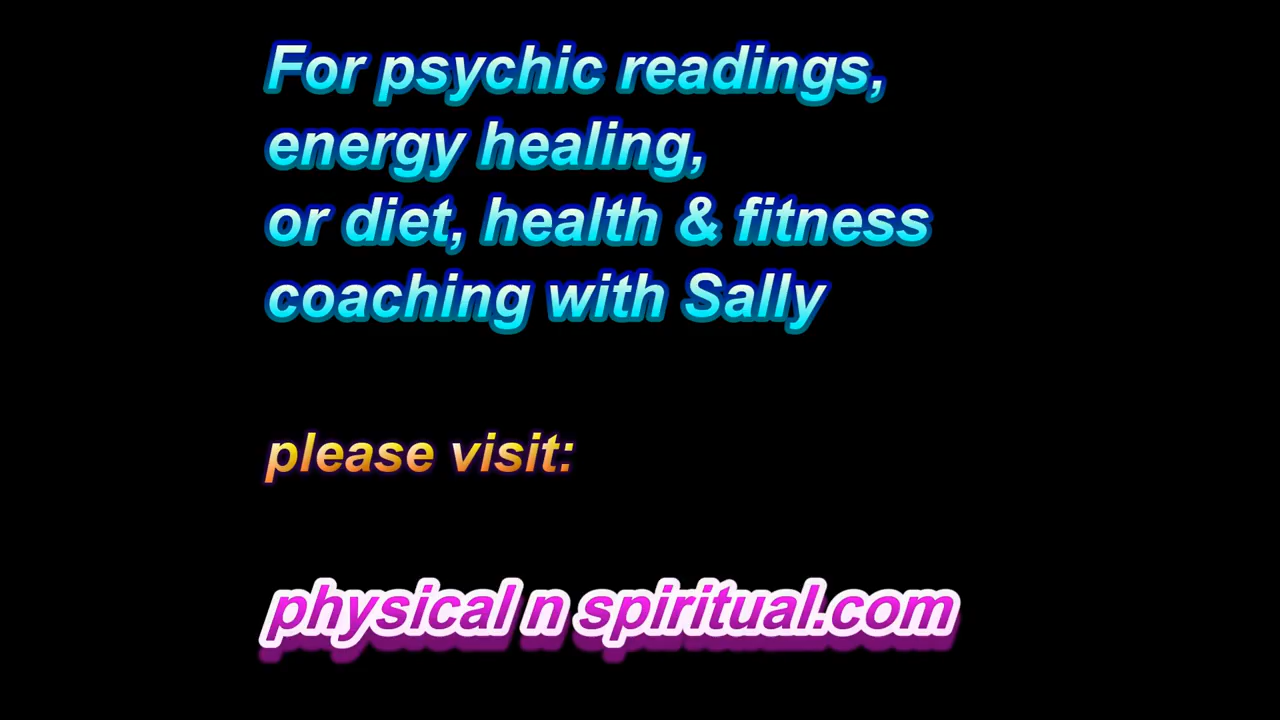 For psychic readings,
energy healing,
or diet, health & fitness
coaching with Sally
please visit:
physical n spiritual.com